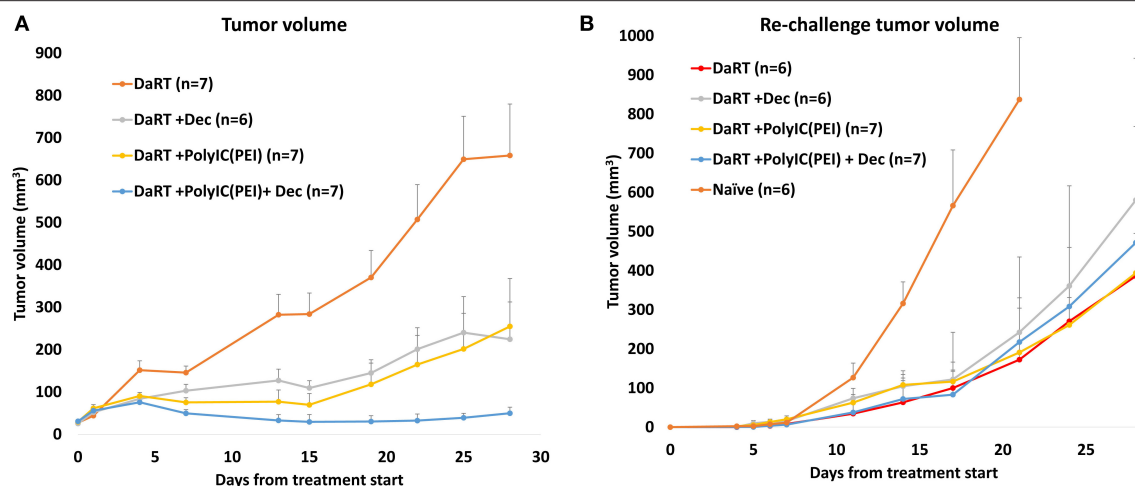 A
Tumor volume
900
800
700
600
500
400
300
200
100
0
Tumor volume (mm³)
DaRT (n=7)
DaRT +Dec (n=6)
DaRT +PolyIC(PEI) (n=7)
DaRT +PolyIC(PEI)+ Dec (n=7)
0 5 10 15 20 25 30
Days from treatment start
B
Re-challenge tumor volume
1000
900
800
700
600
500
400
300
200
100
0
Tumor volume (mm³)
DaRT (n=6)
DaRT +Dec (n=6)
DaRT +PolyIC(PEI) (n=7)
DaRT +PolyIC(PEI) + Dec (n=7)
Naïve (n=6)
0 5 10 15 20 25
Days from treatment start